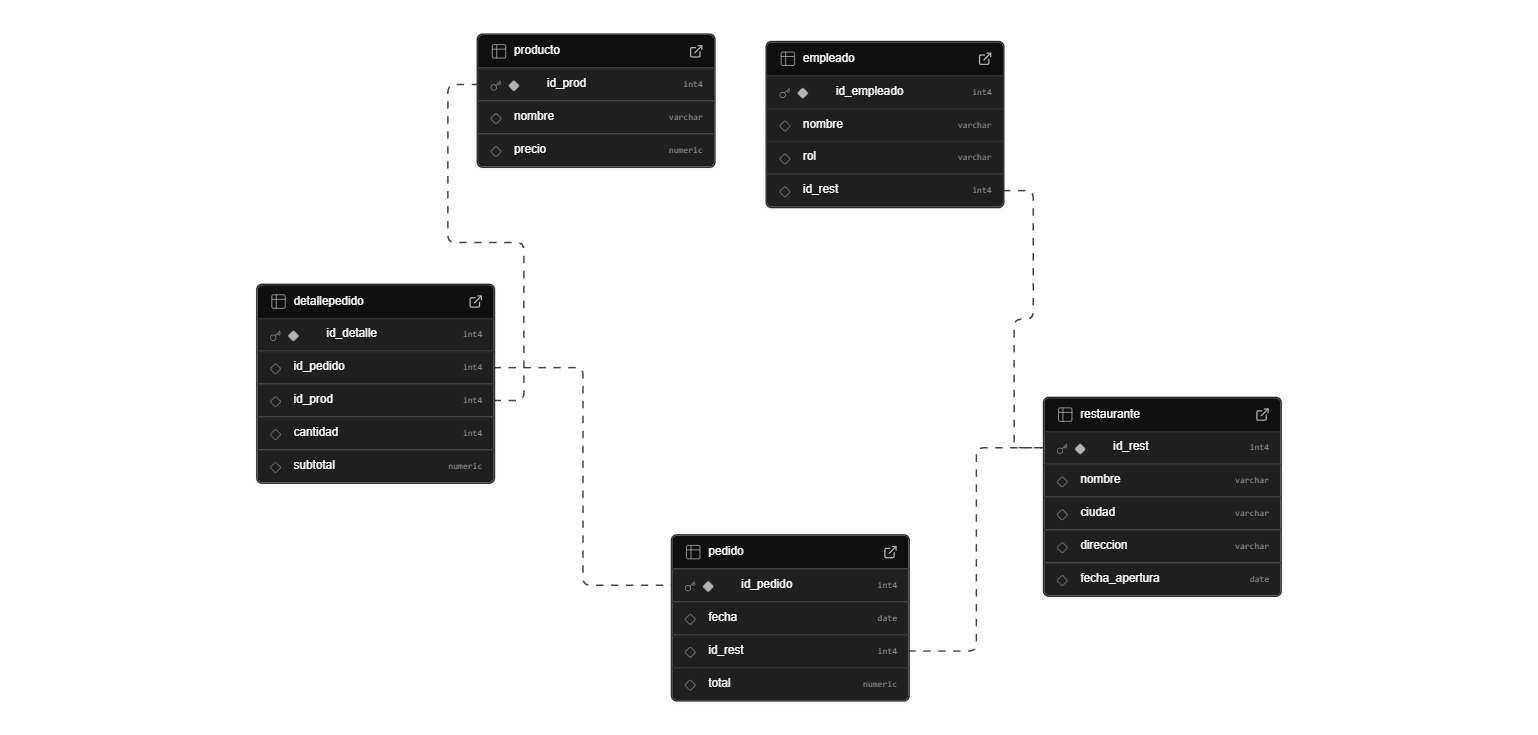 producto
id_prod int4
nombre varchar
precio numeric
empleado
id_empleado int4
nombre varchar
rol varchar
id_rest int4
detallepedido
id_detalle int4
id_pedido int4
id_prod int4
cantidad int4
subtotal numeric
restaurante
id_rest int4
nombre varchar
ciudad varchar
direccion varchar
fecha_apertura date
pedido
id_pedido int4
fecha date
id_rest int4
total numeric